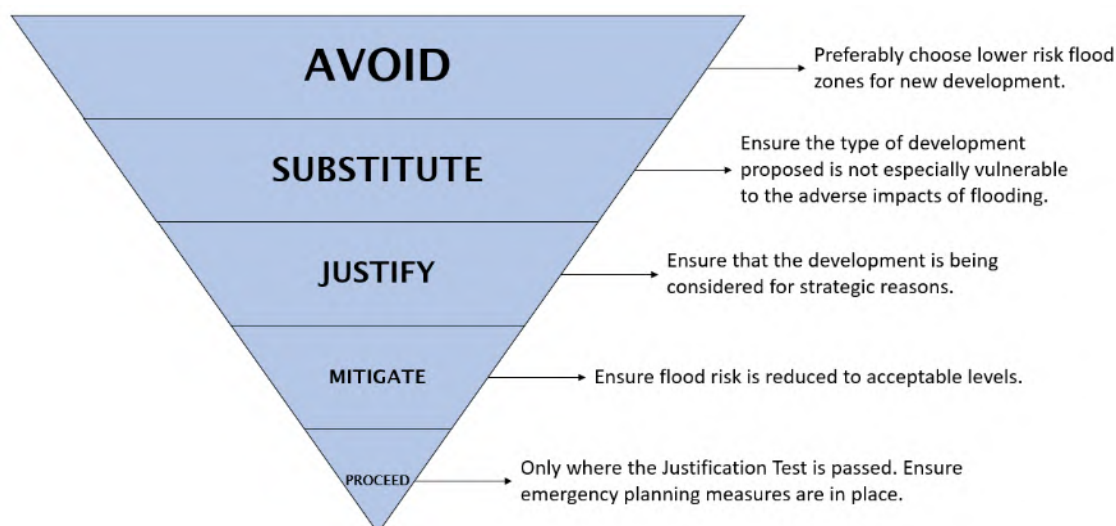 AVOID
Preferably choose lower risk flood
zones for new development.
SUBSTITUTE
Ensure the type of development
proposed is not especially vulnerable
to the adverse impacts of flooding.
JUSTIFY
Ensure that the development is being
considered for strategic reasons.
MITIGATE
Ensure flood risk is reduced to acceptable levels.
PROCEED
Only where the Justification Test is passed. Ensure
emergency planning measures are in place.